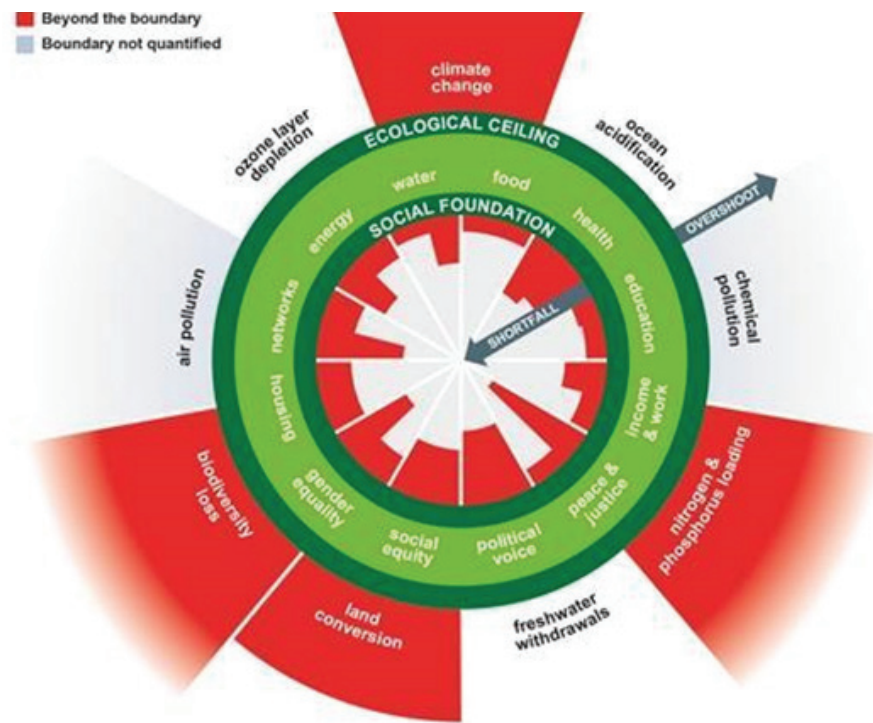 Beyond the boundary
Boundary not quantified
climate
change
ECOLOGICAL CEILING
ozone layer
depletion
ocean
acidification
OVERSHOOT
water
food
SOCIAL FOUNDATION
energy
health
networks
education
SHORTFALL
air pollution
chemical
pollution
housing
income
& work
gender
equality
peace &
justice
social
equity
political
voice
biodiversity
loss
nitrogen &
phosphorus loading
land
conversion
freshwater
withdrawals